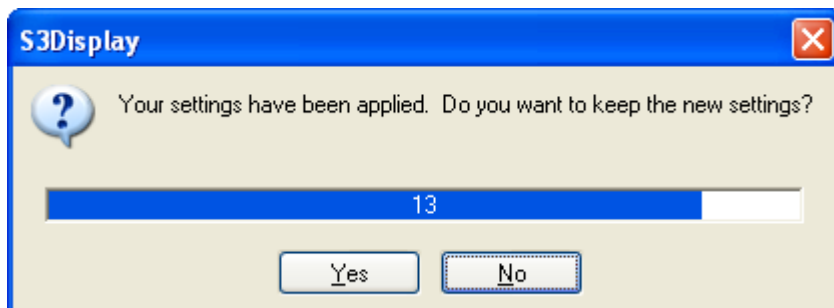 S3Display
Your settings have been applied.  Do you want to keep the new settings?
13
Yes
No